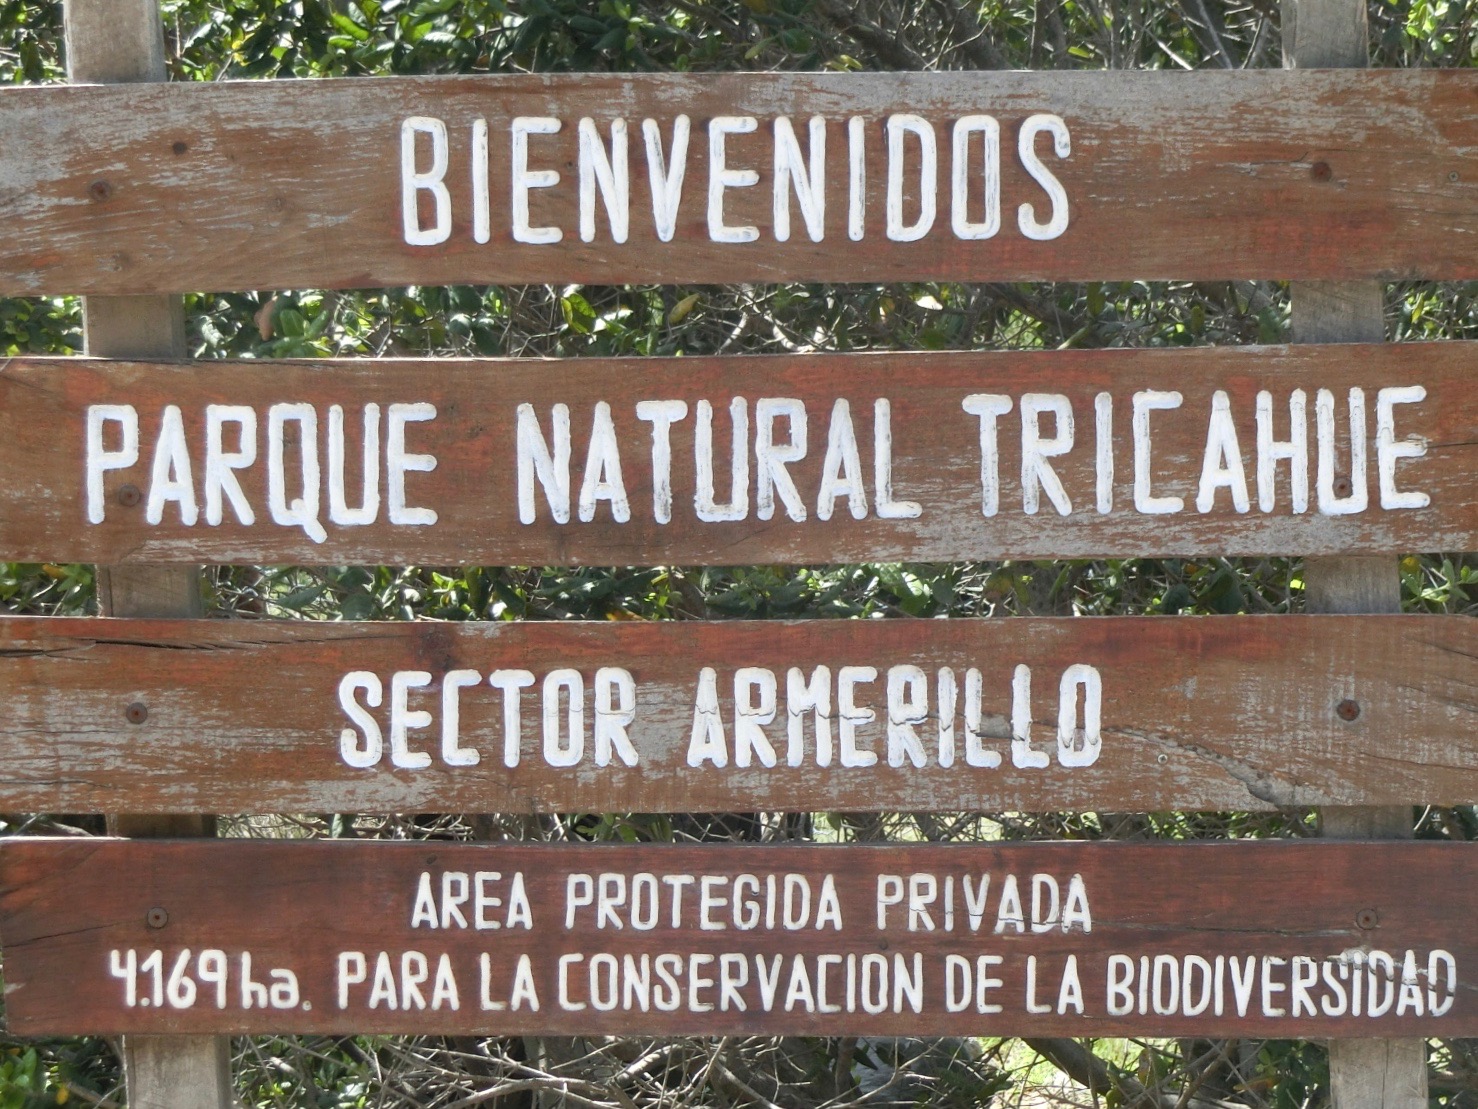 BIENVENIDOS
PARQUE NATURAL TRICAHUE
SECTOR ARMERILLO
AREA PROTEGIDA PRIVADA
4.169 ha. PARA LA CONSERVACION DE LA BIODIVERSIDAD